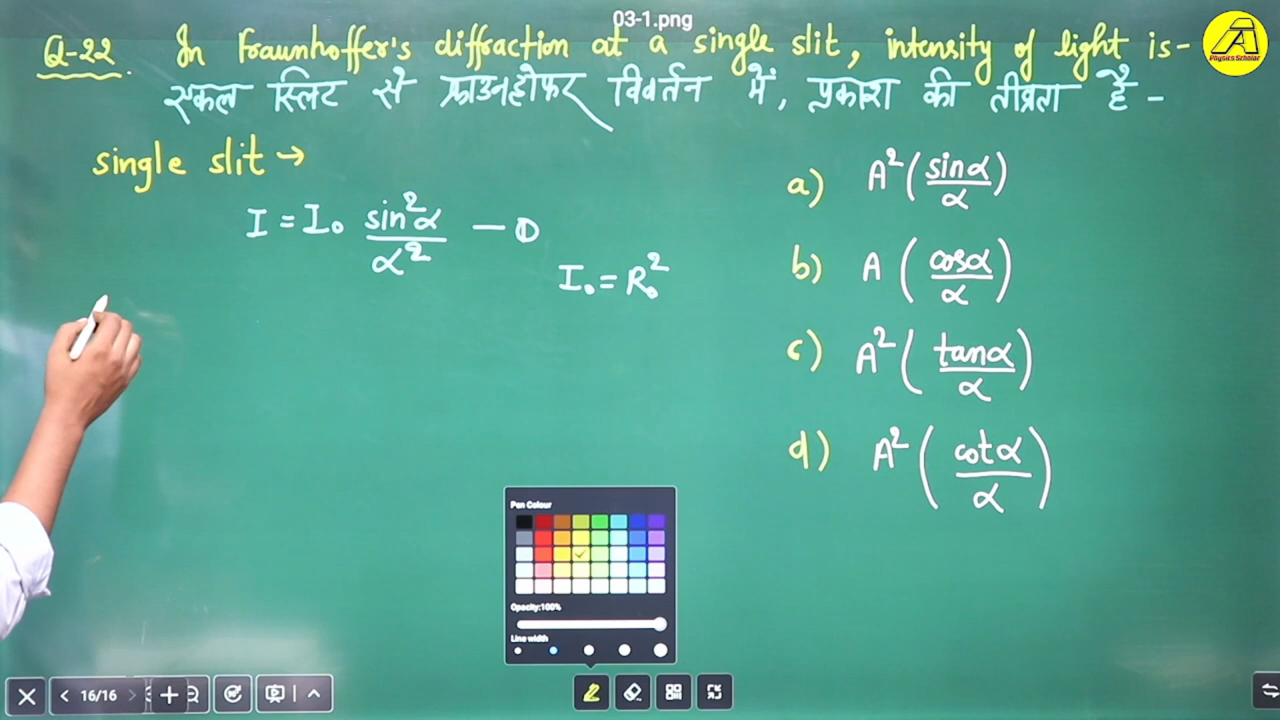 03-1.png
Q-22. In Fraunhoffer's diffraction at a single slit, intensity of light is-
एकल स्लिट से फ्राउनहोफर विवर्तन में, प्रकाश की तीव्रता है -
A
Physics Scholar
single slit →
I = I₀ sin²α/α² — ①
I₀ = R₀²
a) A² (sinα/α)
b) A (cosα/α)
c) A² (tanα/α)
d) A² (cotα/α)
Pen Colour
Opacity:100%
Line width
16/16